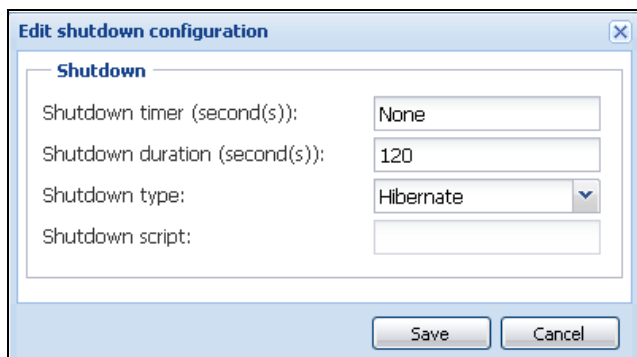 Edit shutdown configuration
Shutdown
Shutdown timer (second(s)): None
Shutdown duration (second(s)): 120
Shutdown type: Hibernate
Shutdown script:
Save Cancel